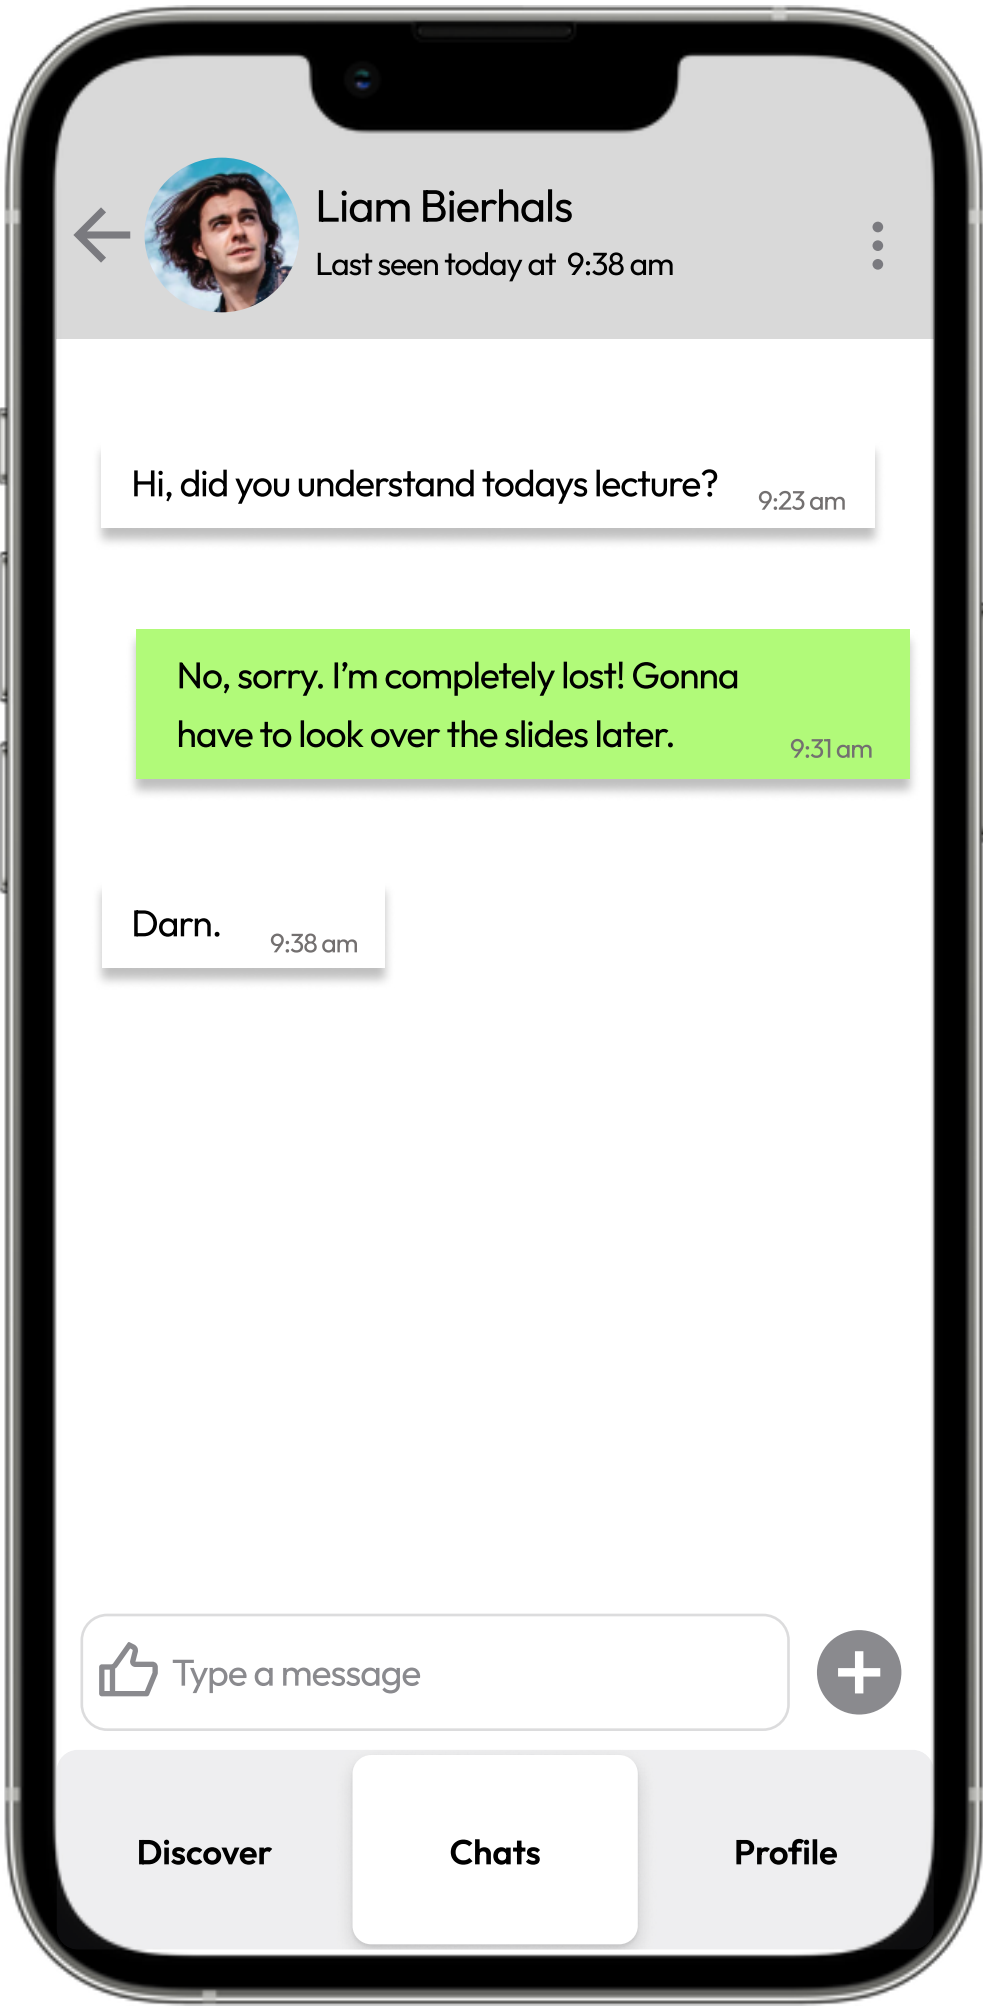 Liam Bierhals
Last seen today at 9:38 am
Hi, did you understand todays lecture?
9:23 am
No, sorry. I’m completely lost! Gonna
have to look over the slides later.
9:31 am
Darn.
9:38 am
Type a message
Discover
Chats
Profile